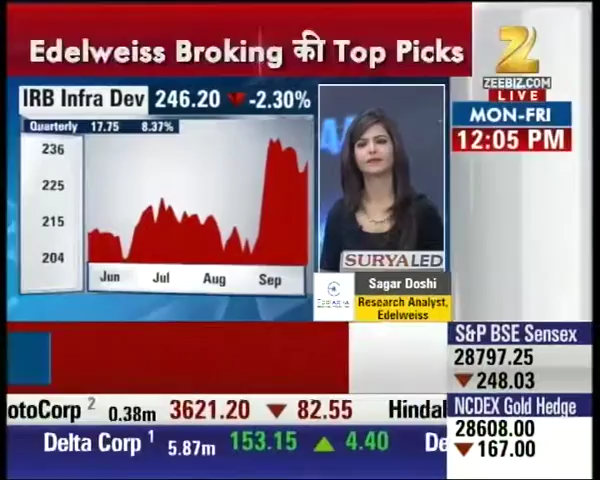 Edelweiss Broking की Top Picks
Z
ZEEBIZ.COM
LIVE
MON-FRI
12:05 PM
IRB Infra Dev 246.20 ▼ -2.30%
Quarterly 17.75 8.37%
236
225
215
204
Jun Jul Aug Sep
SURYA LED
Sagar Doshi
Research Analyst,
Edelweiss
S&P BSE Sensex
28797.25
▼ 248.03
NCDEX Gold Hedge
28608.00
▼ 167.00
otoCorp 2 0.38m 3621.20 ▼ 82.55 Hindal
Delta Corp 1 5.87m 153.15 ▲ 4.40 De